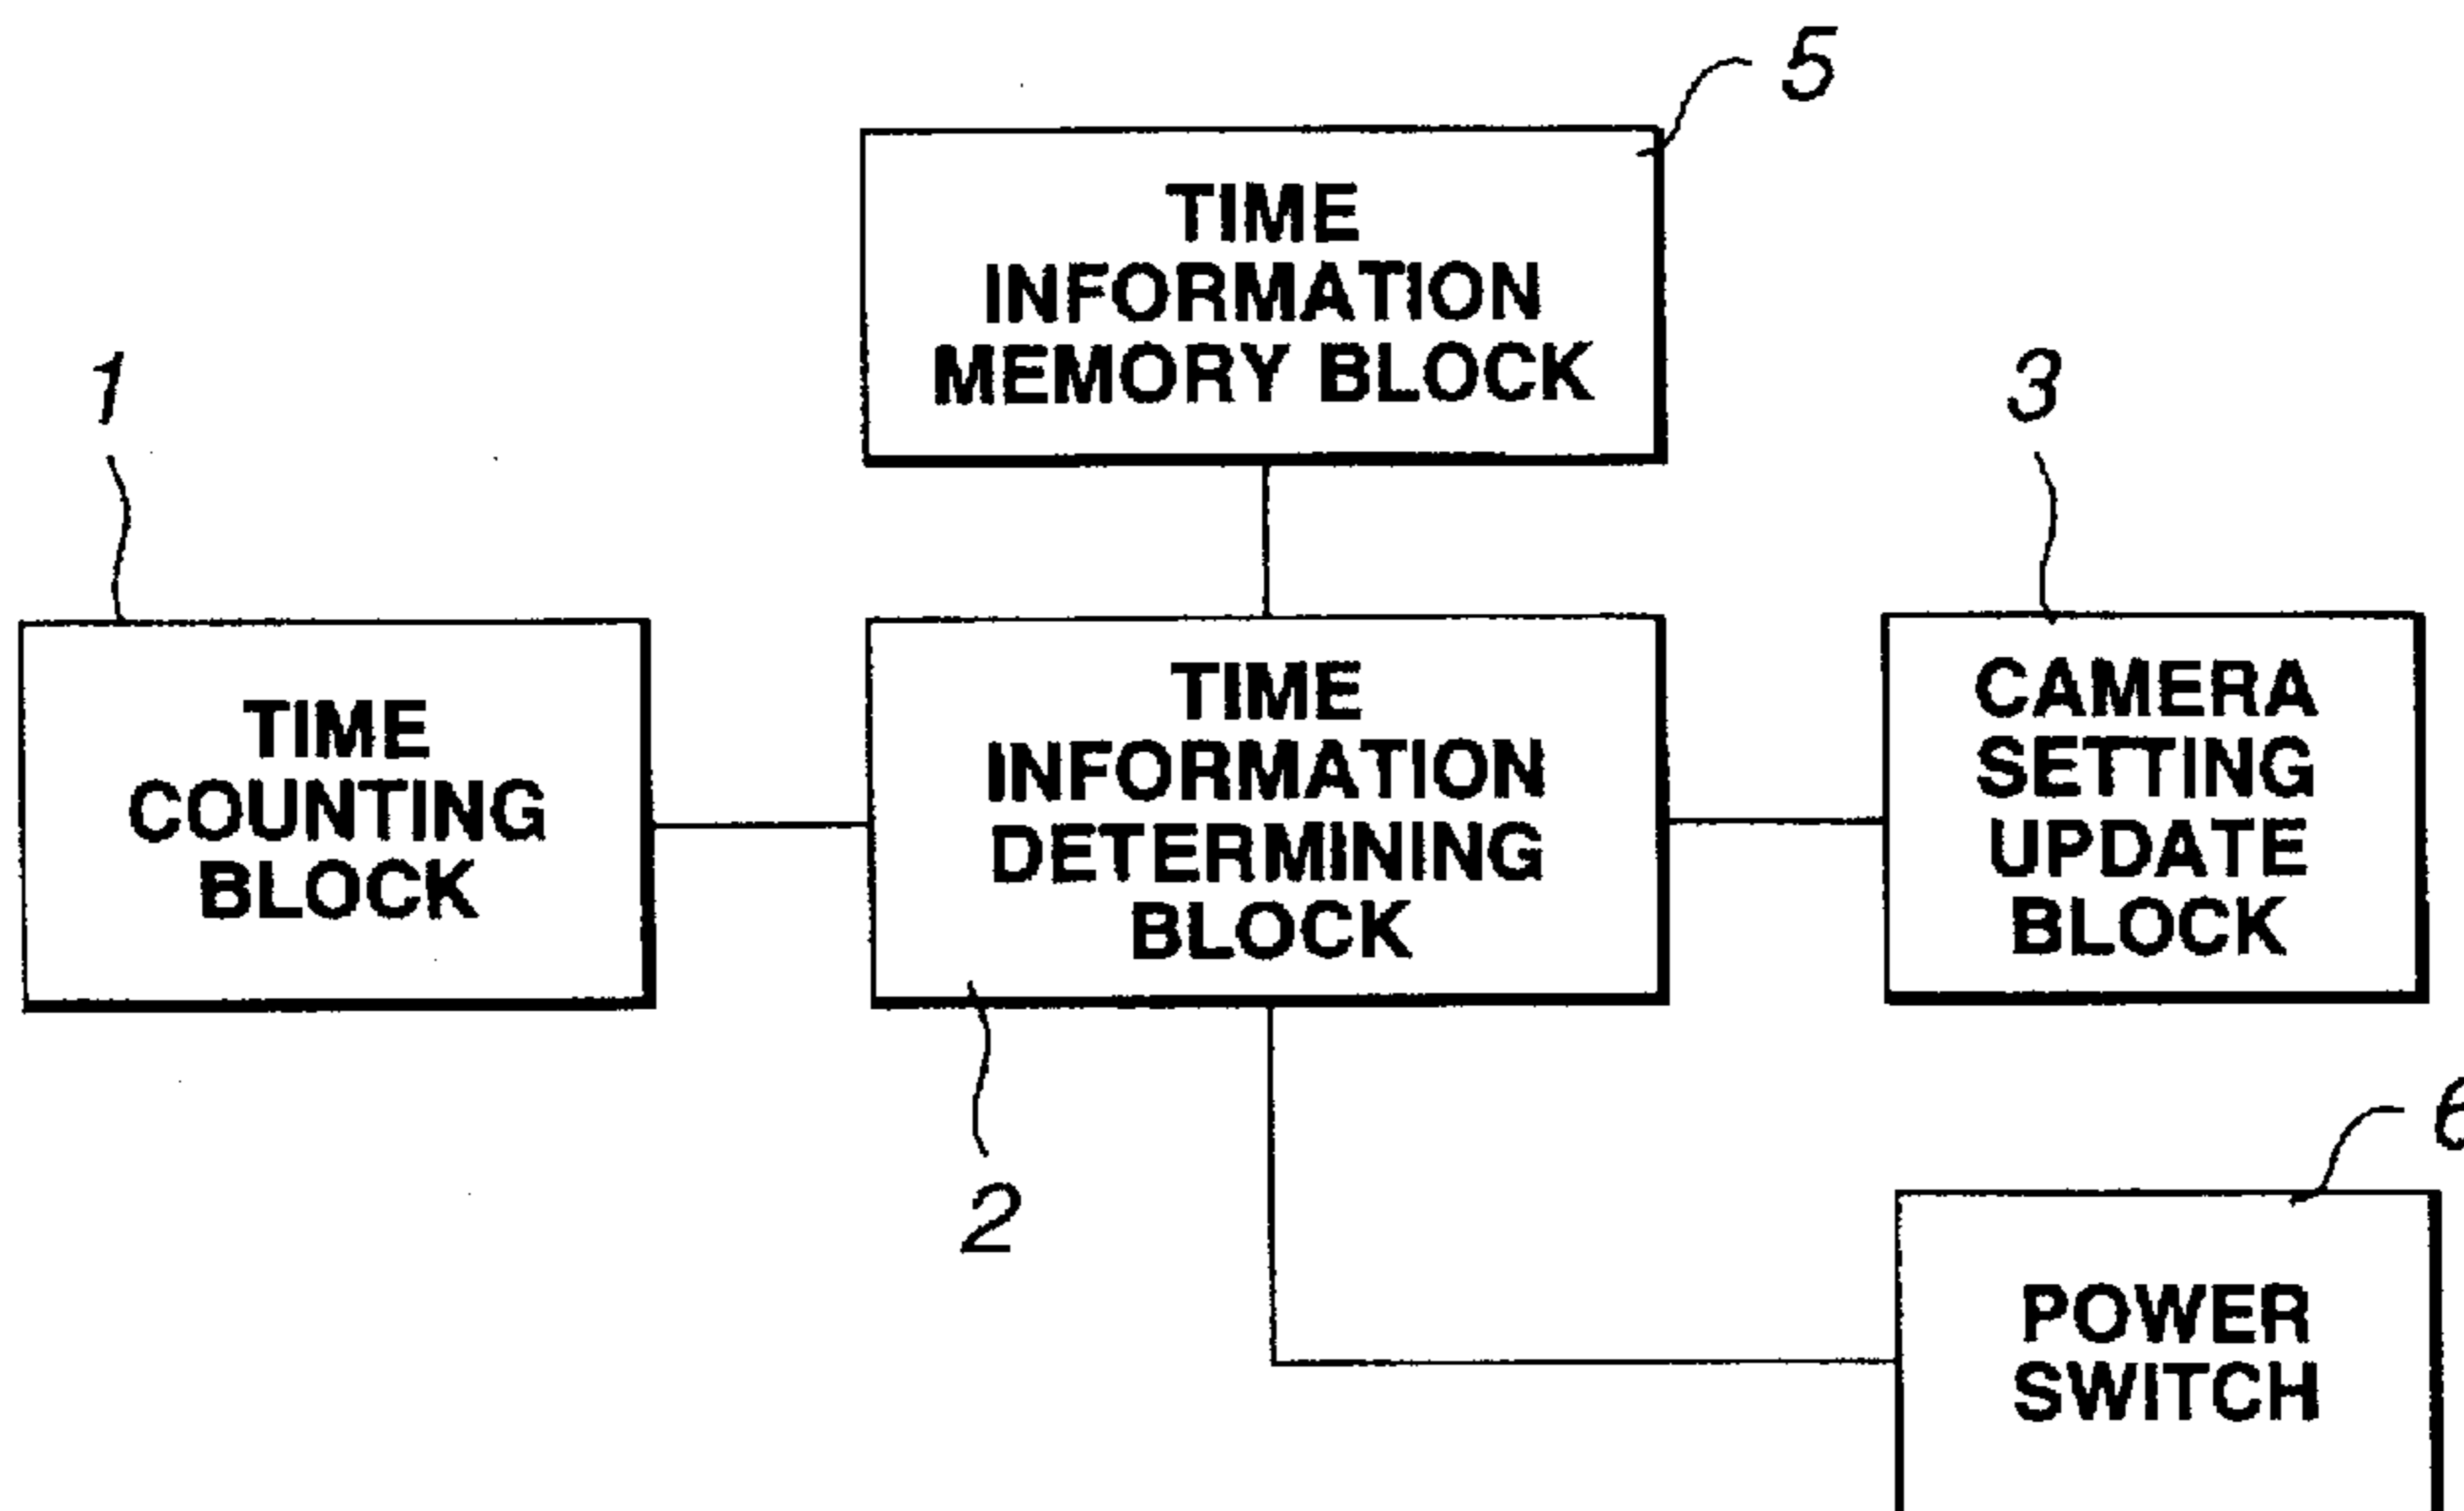 5
TIME
INFORMATION
MEMORY BLOCK
1
3
TIME
COUNTING
BLOCK
TIME
INFORMATION
DETERMINING
BLOCK
CAMERA
SETTING
UPDATE
BLOCK
2
6
POWER
SWITCH